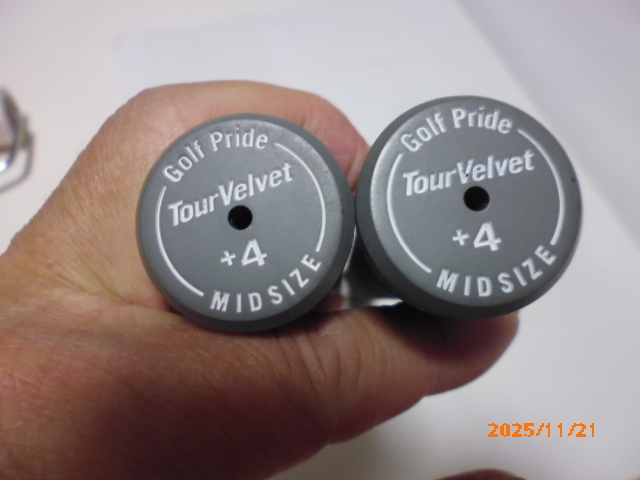 Golf Pride
TourVelvet
+4
MIDSIZE
Golf Pride
TourVelvet
+4
MIDSIZE
2025/11/21